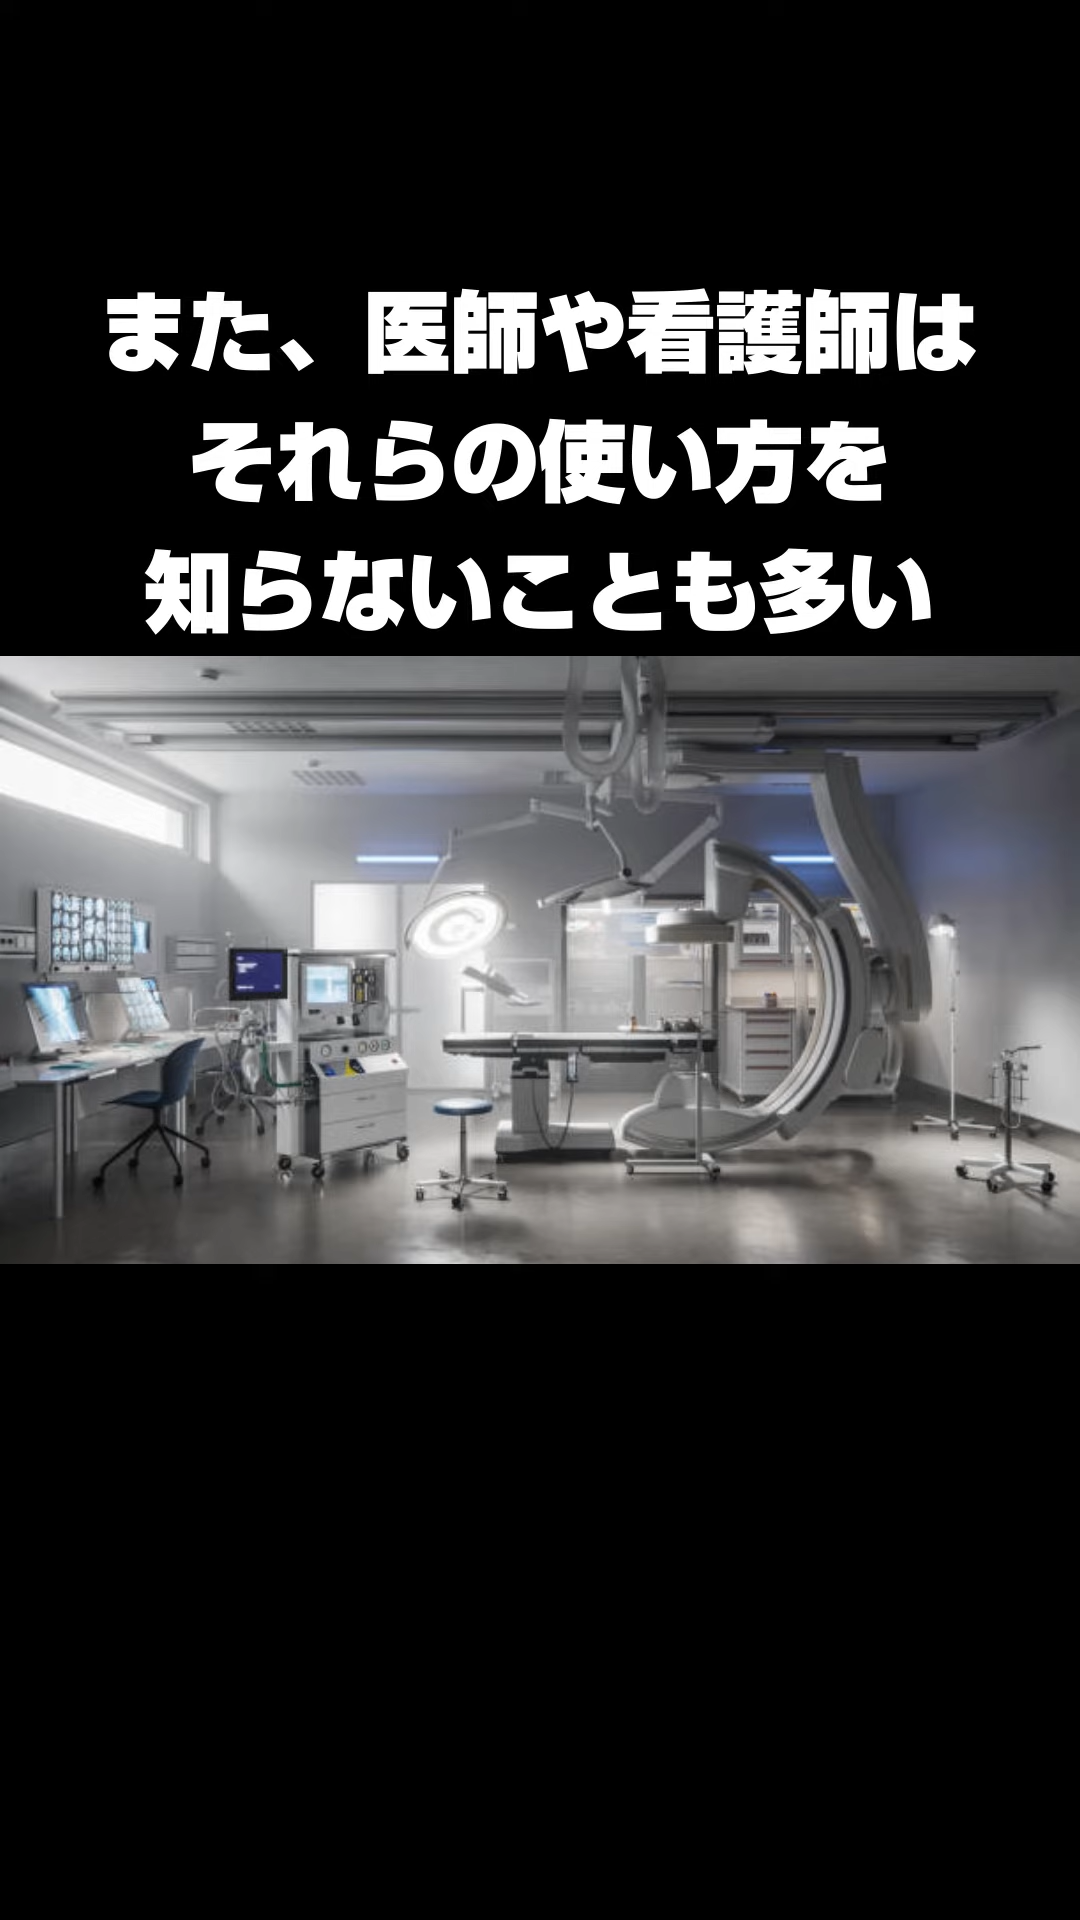 また、医師や看護師は
それらの使い方を
知らないことも多い